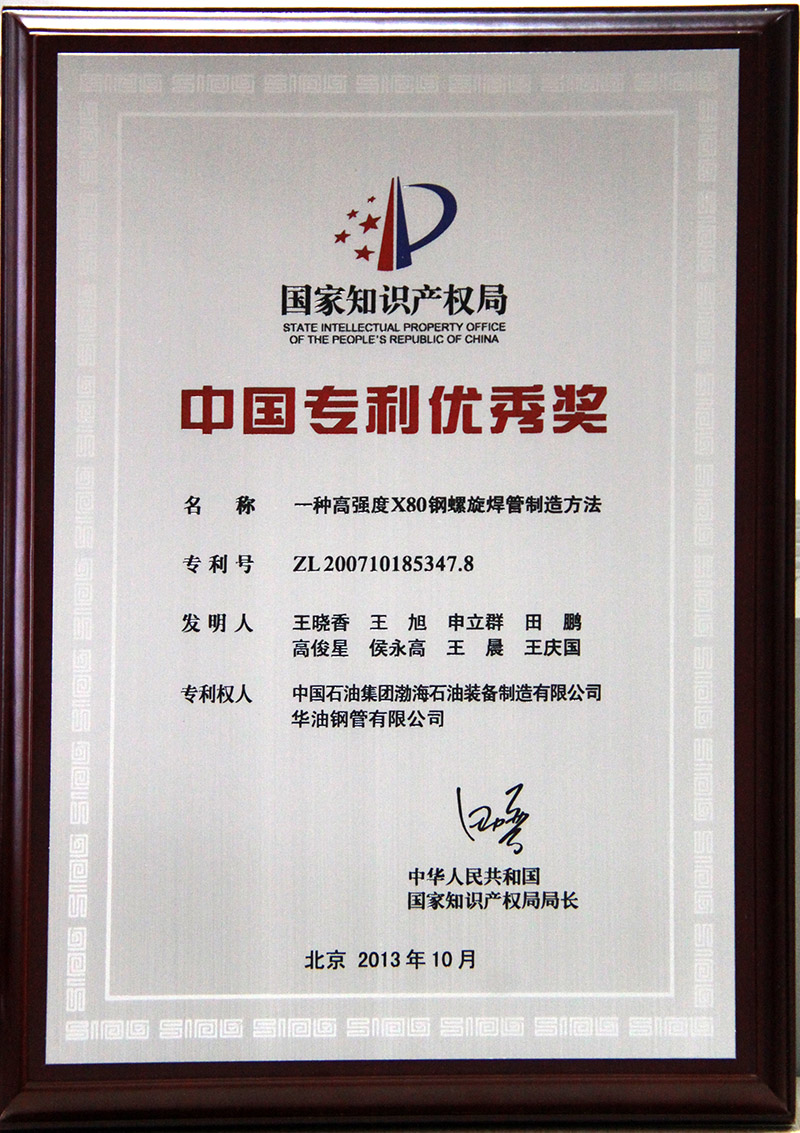 国家知识产权局
STATE INTELLECTUAL PROPERTY OFFICE
OF THE PEOPLE'S REPUBLIC OF CHINA
中国专利优秀奖
名 称 一种高强度X80钢螺旋焊管制造方法
专利号 ZL 200710185347.8
发明人 王晓香 王 旭 申立群 田 鹏
高俊星 侯永高 王 晨 王庆国
专利权人 中国石油集团渤海石油装备制造有限公司
华油钢管有限公司
中华人民共和国
国家知识产权局局长
北京 2013年10月